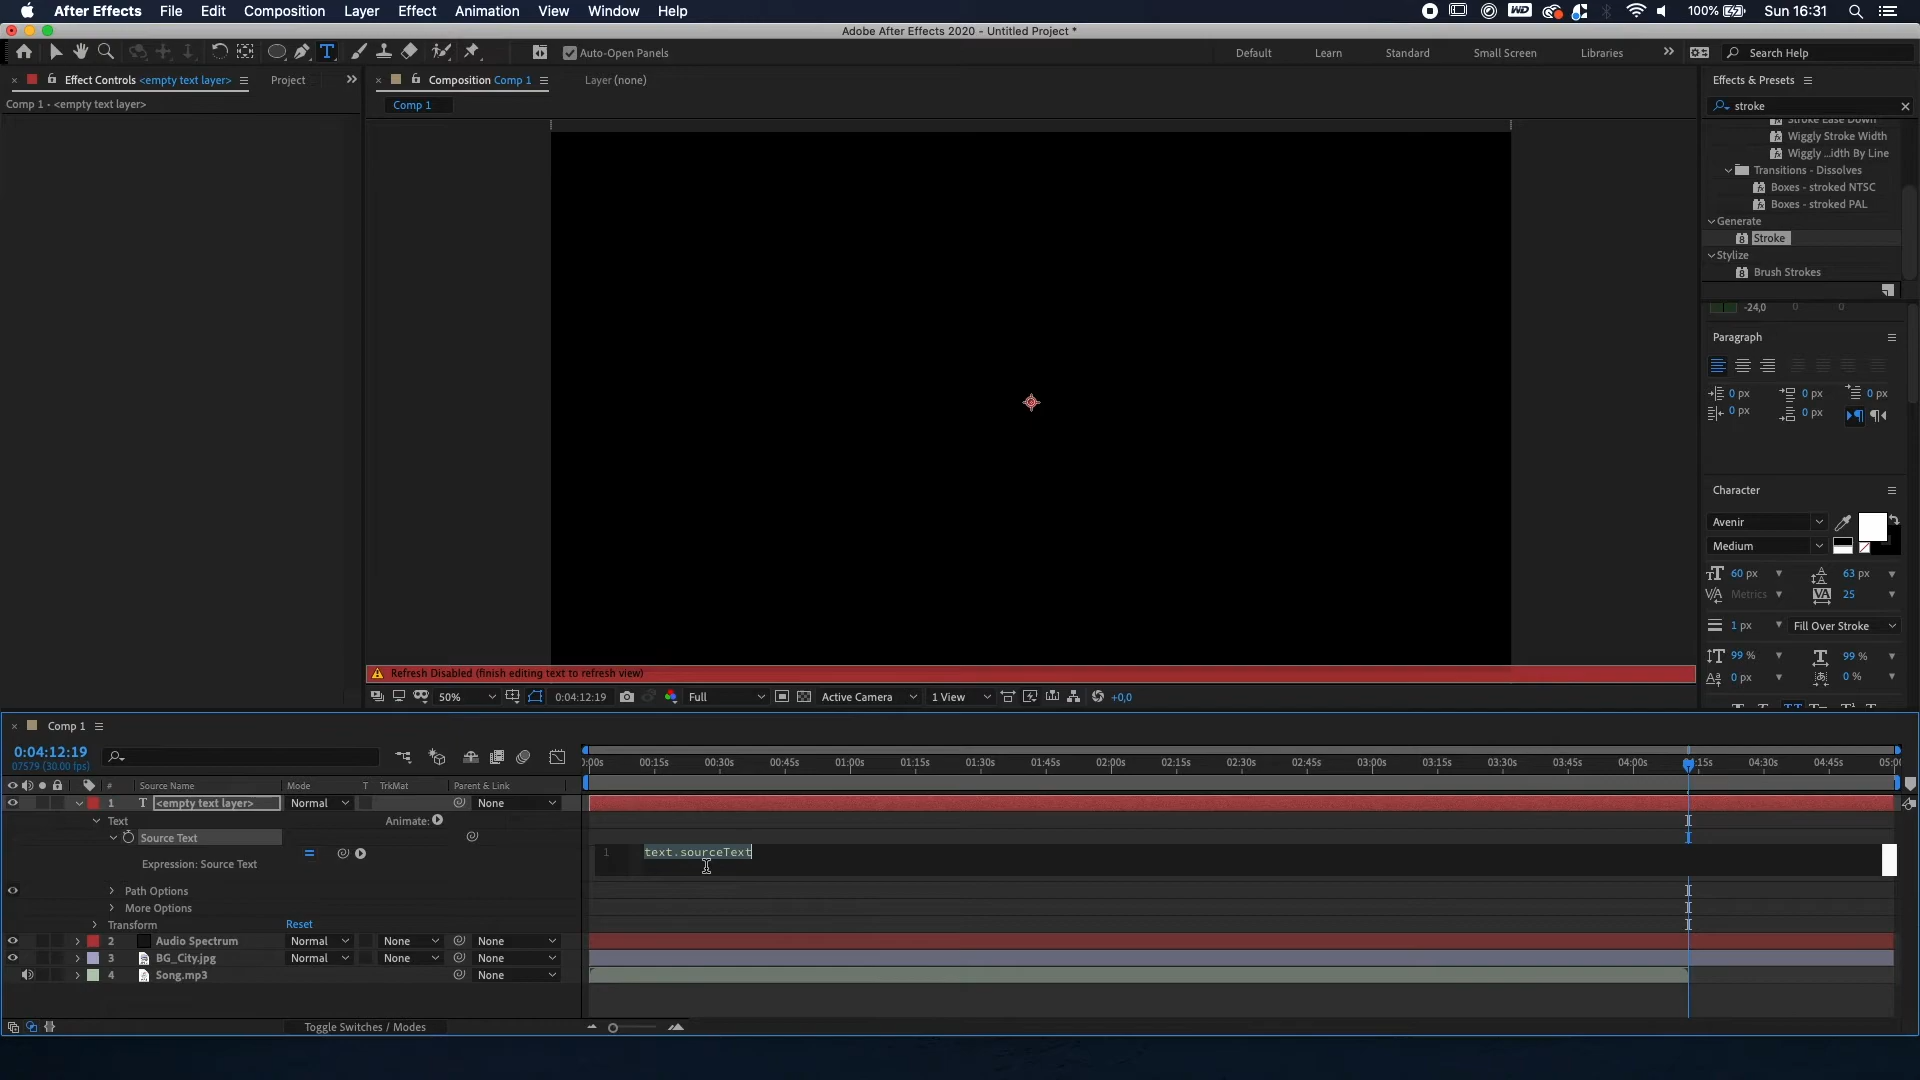 After Effects File Edit Composition Layer Effect Animation View Window Help 100% Sun 16:31
Adobe After Effects 2020 - Untitled Project *
Auto-Open Panels Default Learn Standard Small Screen Libraries Search Help
Effect Controls <empty text layer> Project Composition Comp 1 Layer (none) Effects & Presets
Comp 1 • <empty text layer> Comp 1 stroke
Stroke Ease Down
Wiggly Stroke Width
Wiggly ...idth By Line
Transitions - Dissolves
Boxes - stroked NTSC
Boxes - stroked PAL
Generate
Stroke
Stylize
Brush Strokes
-24,0 0 0
Paragraph
0 px 0 px 0 px
0 px 0 px
Character
Avenir
Medium
60 px 63 px
Metrics 25
1 px Fill Over Stroke
99 % 99 %
0 px 0 %
Refresh Disabled (finish editing text to refresh view)
50% 0:04:12:19 Full Active Camera 1 View +0,0
Comp 1
0:04:12:19
07579 (30.00 fps)
:00s 00:15s 00:30s 00:45s 01:00s 01:15s 01:30s 01:45s 02:00s 02:15s 02:30s 02:45s 03:00s 03:15s 03:30s 03:45s 04:00s :15s 04:30s 04:45s 05:00
# Source Name Mode T TrkMat Parent & Link
1 T <empty text layer> Normal None
Text Animate:
Source Text
Expression: Source Text 1 text.sourceText
Path Options
More Options
Transform Reset
2 Audio Spectrum Normal None None
3 BG_City.jpg Normal None None
4 Song.mp3 None
Toggle Switches / Modes